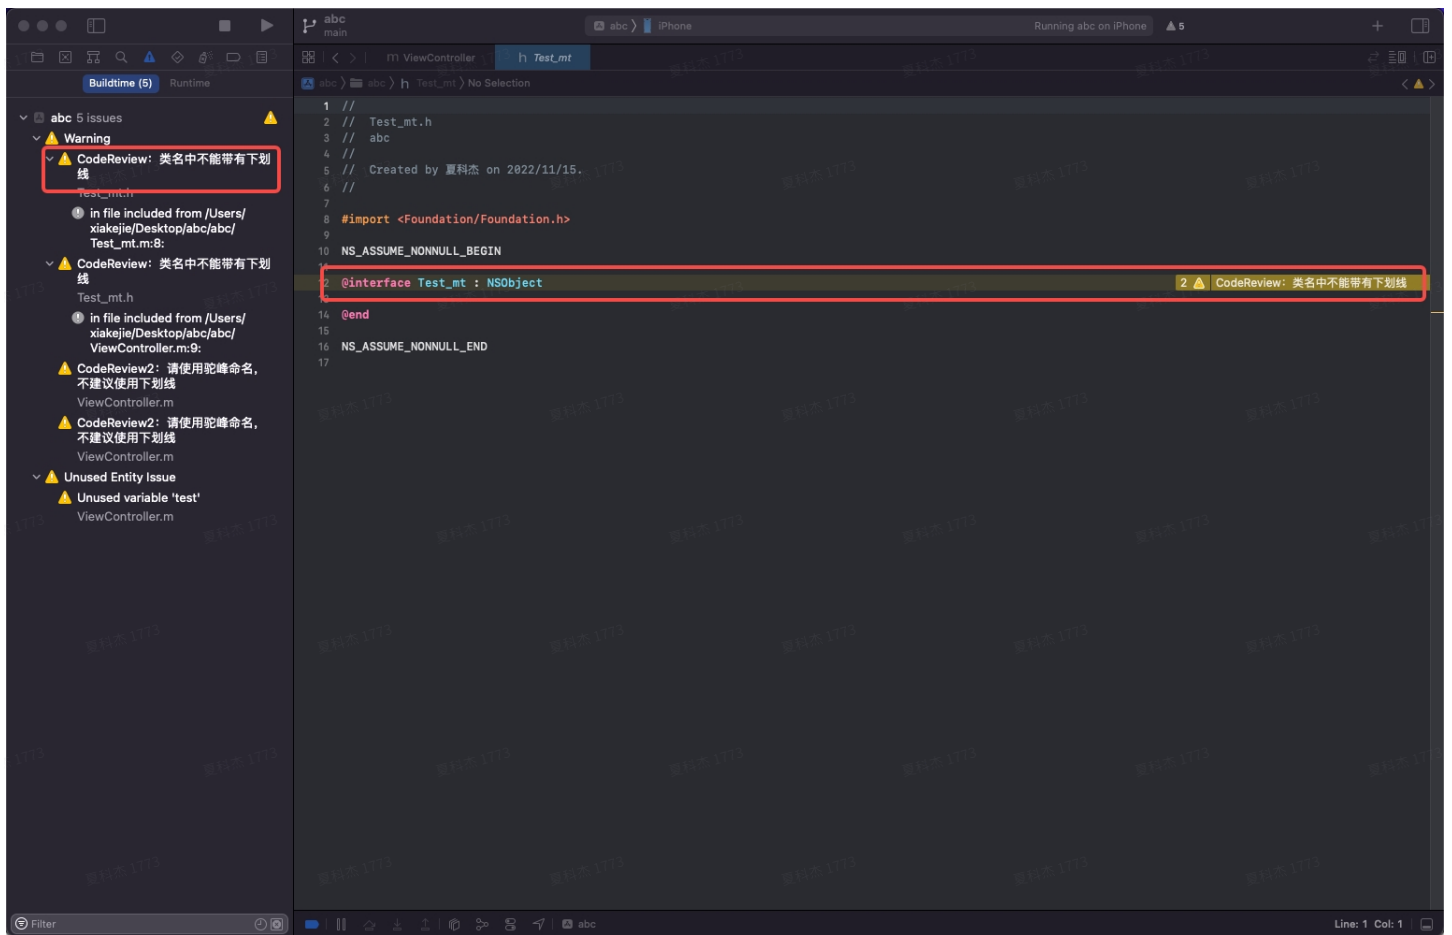 abc
main
abc 〉 iPhone
Running abc on iPhone
5
ViewController
Test_mt
Buildtime (5)
Runtime
abc 〉 abc 〉 h Test_mt 〉 No Selection
abc 5 issues
Warning
CodeReview：类名中不能带有下划
线
Test_mt.h
in file included from /Users/
xiakejie/Desktop/abc/abc/
Test_mt.m:8:
CodeReview：类名中不能带有下划
线
Test_mt.h
in file included from /Users/
xiakejie/Desktop/abc/abc/
ViewController.m:9:
CodeReview2：请使用驼峰命名，
不建议使用下划线
ViewController.m
CodeReview2：请使用驼峰命名，
不建议使用下划线
ViewController.m
Unused Entity Issue
Unused variable 'test'
ViewController.m
Filter
1 //
2 // Test_mt.h
3 // abc
4 //
5 // Created by 夏科杰 on 2022/11/15.
6 //
7
8 #import <Foundation/Foundation.h>
9
10 NS_ASSUME_NONNULL_BEGIN
11
12 @interface Test_mt : NSObject
2 CodeReview：类名中不能带有下划线
13
14 @end
15
16 NS_ASSUME_NONNULL_END
17
abc
Line: 1 Col: 1
夏科杰 1773